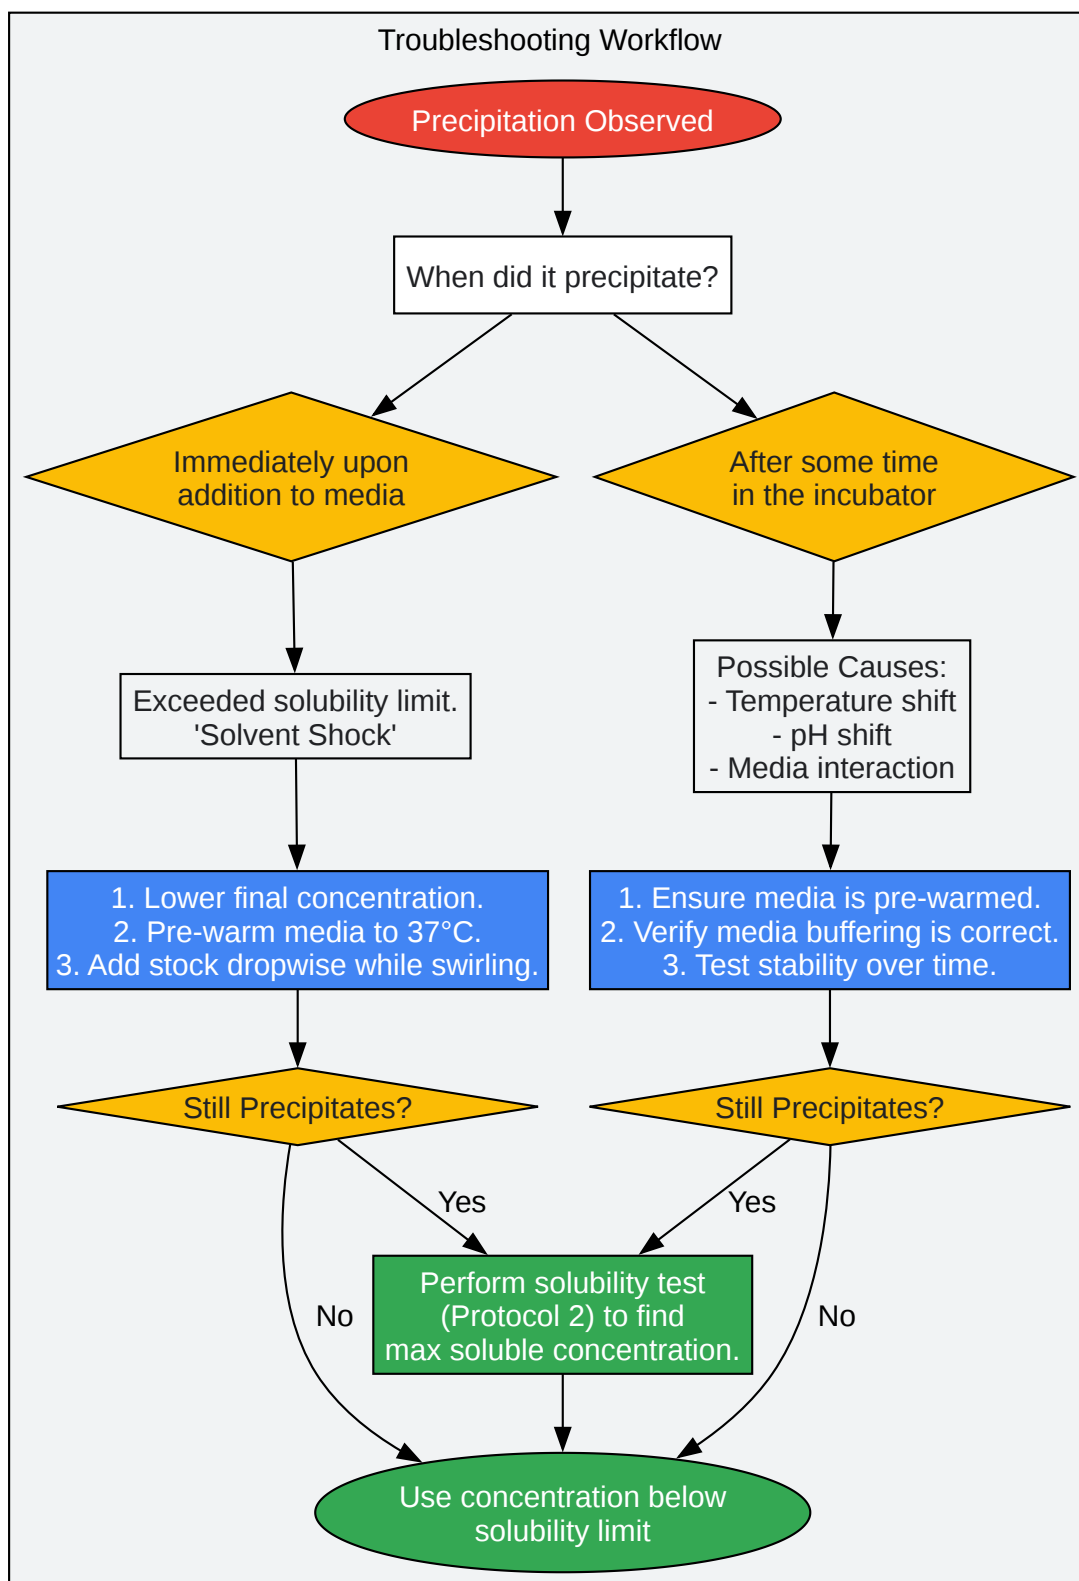 Troubleshooting Workflow
Precipitation Observed
When did it precipitate?
Immediately upon
addition to media
After some time
in the incubator
Exceeded solubility limit.
'Solvent Shock'
Possible Causes:
- Temperature shift
- pH shift
- Media interaction
1. Lower final concentration.
2. Pre-warm media to 37°C.
3. Add stock dropwise while swirling.
1. Ensure media is pre-warmed.
2. Verify media buffering is correct.
3. Test stability over time.
Still Precipitates?
Still Precipitates?
Yes
Yes
Perform solubility test
(Protocol 2) to find
max soluble concentration.
No
No
Use concentration below
solubility limit